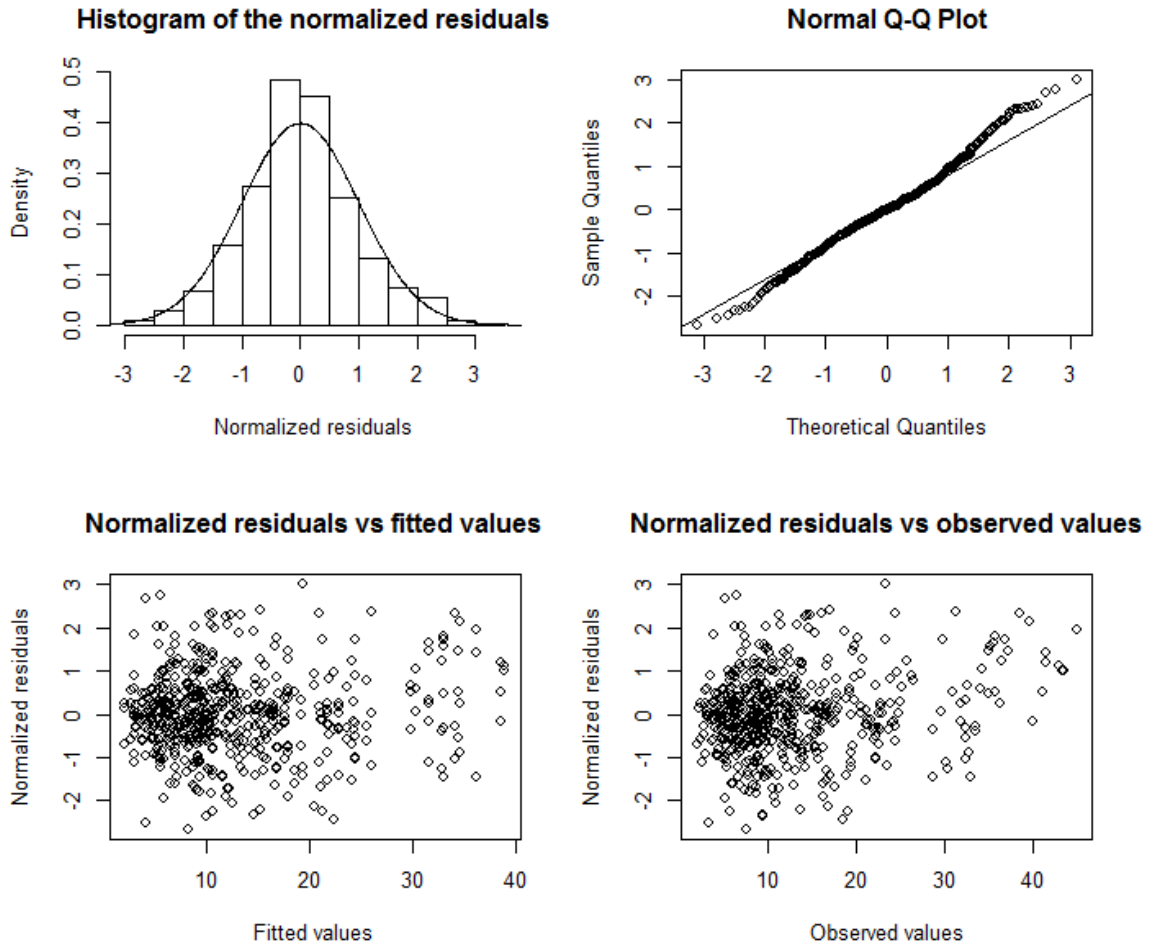 Histogram of the normalized residuals
Density
0.0 0.1 0.2 0.3 0.4 0.5
-3 -2 -1 0 1 2 3
Normalized residuals
Normal Q-Q Plot
Sample Quantiles
-2 -1 0 1 2 3
-3 -2 -1 0 1 2 3
Theoretical Quantiles
Normalized residuals vs fitted values
Normalized residuals
-2 -1 0 1 2 3
10 20 30 40
Fitted values
Normalized residuals vs observed values
Normalized residuals
-2 -1 0 1 2 3
10 20 30 40
Observed values